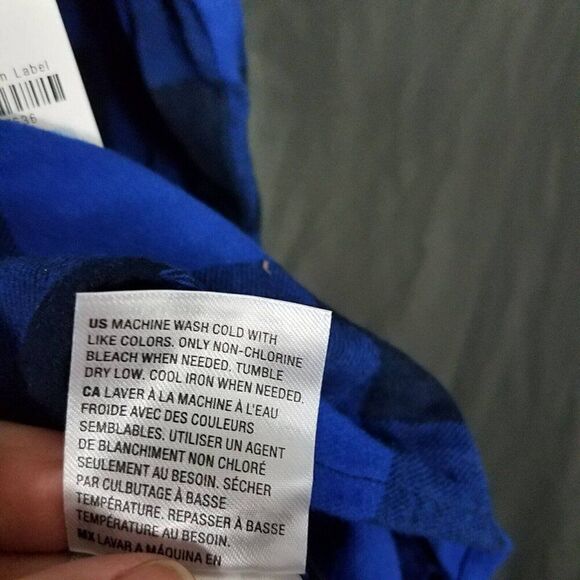 Label
636
US MACHINE WASH COLD WITH
LIKE COLORS. ONLY NON-CHLORINE
BLEACH WHEN NEEDED. TUMBLE
DRY LOW. COOL IRON WHEN NEEDED.
CA LAVER À LA MACHINE À L'EAU
FROIDE AVEC DES COULEURS
SEMBLABLES. UTILISER UN AGENT
DE BLANCHIMENT NON CHLORÉ
SEULEMENT AU BESOIN. SÉCHER
PAR CULBUTAGE À BASSE
TEMPÉRATURE. REPASSER À BASSE
TEMPÉRATURE AU BESOIN.
MX LAVAR A MÁQUINA EN